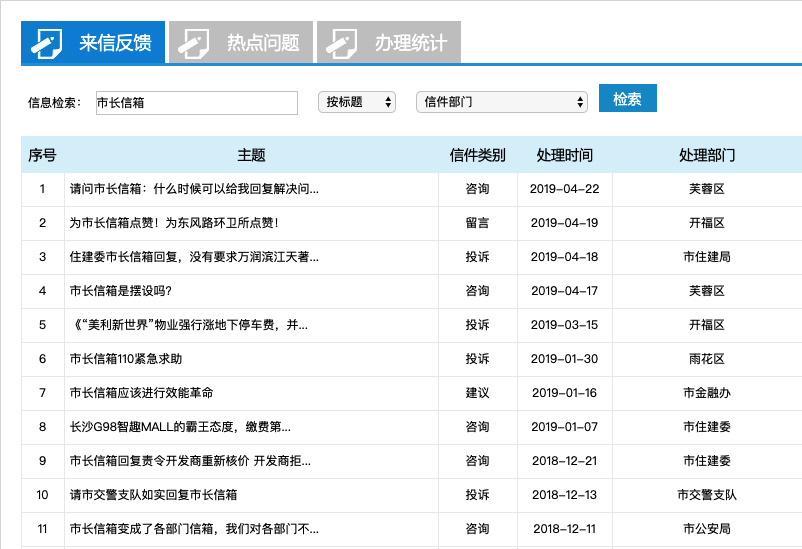 来信反馈 热点问题 办理统计
信息检索： 市长信箱 按标题 信件部门 检索
序号 主题 信件类别 处理时间 处理部门
1 请问市长信箱：什么时候可以给我回复解决问... 咨询 2019-04-22 芙蓉区
2 为市长信箱点赞！为东风路环卫所点赞！ 留言 2019-04-19 开福区
3 住建委市长信箱回复，没有要求万润滨江天著... 投诉 2019-04-18 市住建局
4 市长信箱是摆设吗? 咨询 2019-04-17 芙蓉区
5 《“美利新世界”物业强行涨地下停车费，并... 投诉 2019-03-15 开福区
6 市长信箱110紧急求助 投诉 2019-01-30 雨花区
7 市长信箱应该进行效能革命 建议 2019-01-16 市金融办
8 长沙G98智趣MALL的霸王态度，缴费第... 咨询 2019-01-07 市住建委
9 市长信箱回复责令开发商重新核价 开发商拒... 咨询 2018-12-21 市住建委
10 请市交警支队如实回复市长信箱 投诉 2018-12-13 市交警支队
11 市长信箱变成了各部门信箱，我们对各部门不... 咨询 2018-12-11 市公安局